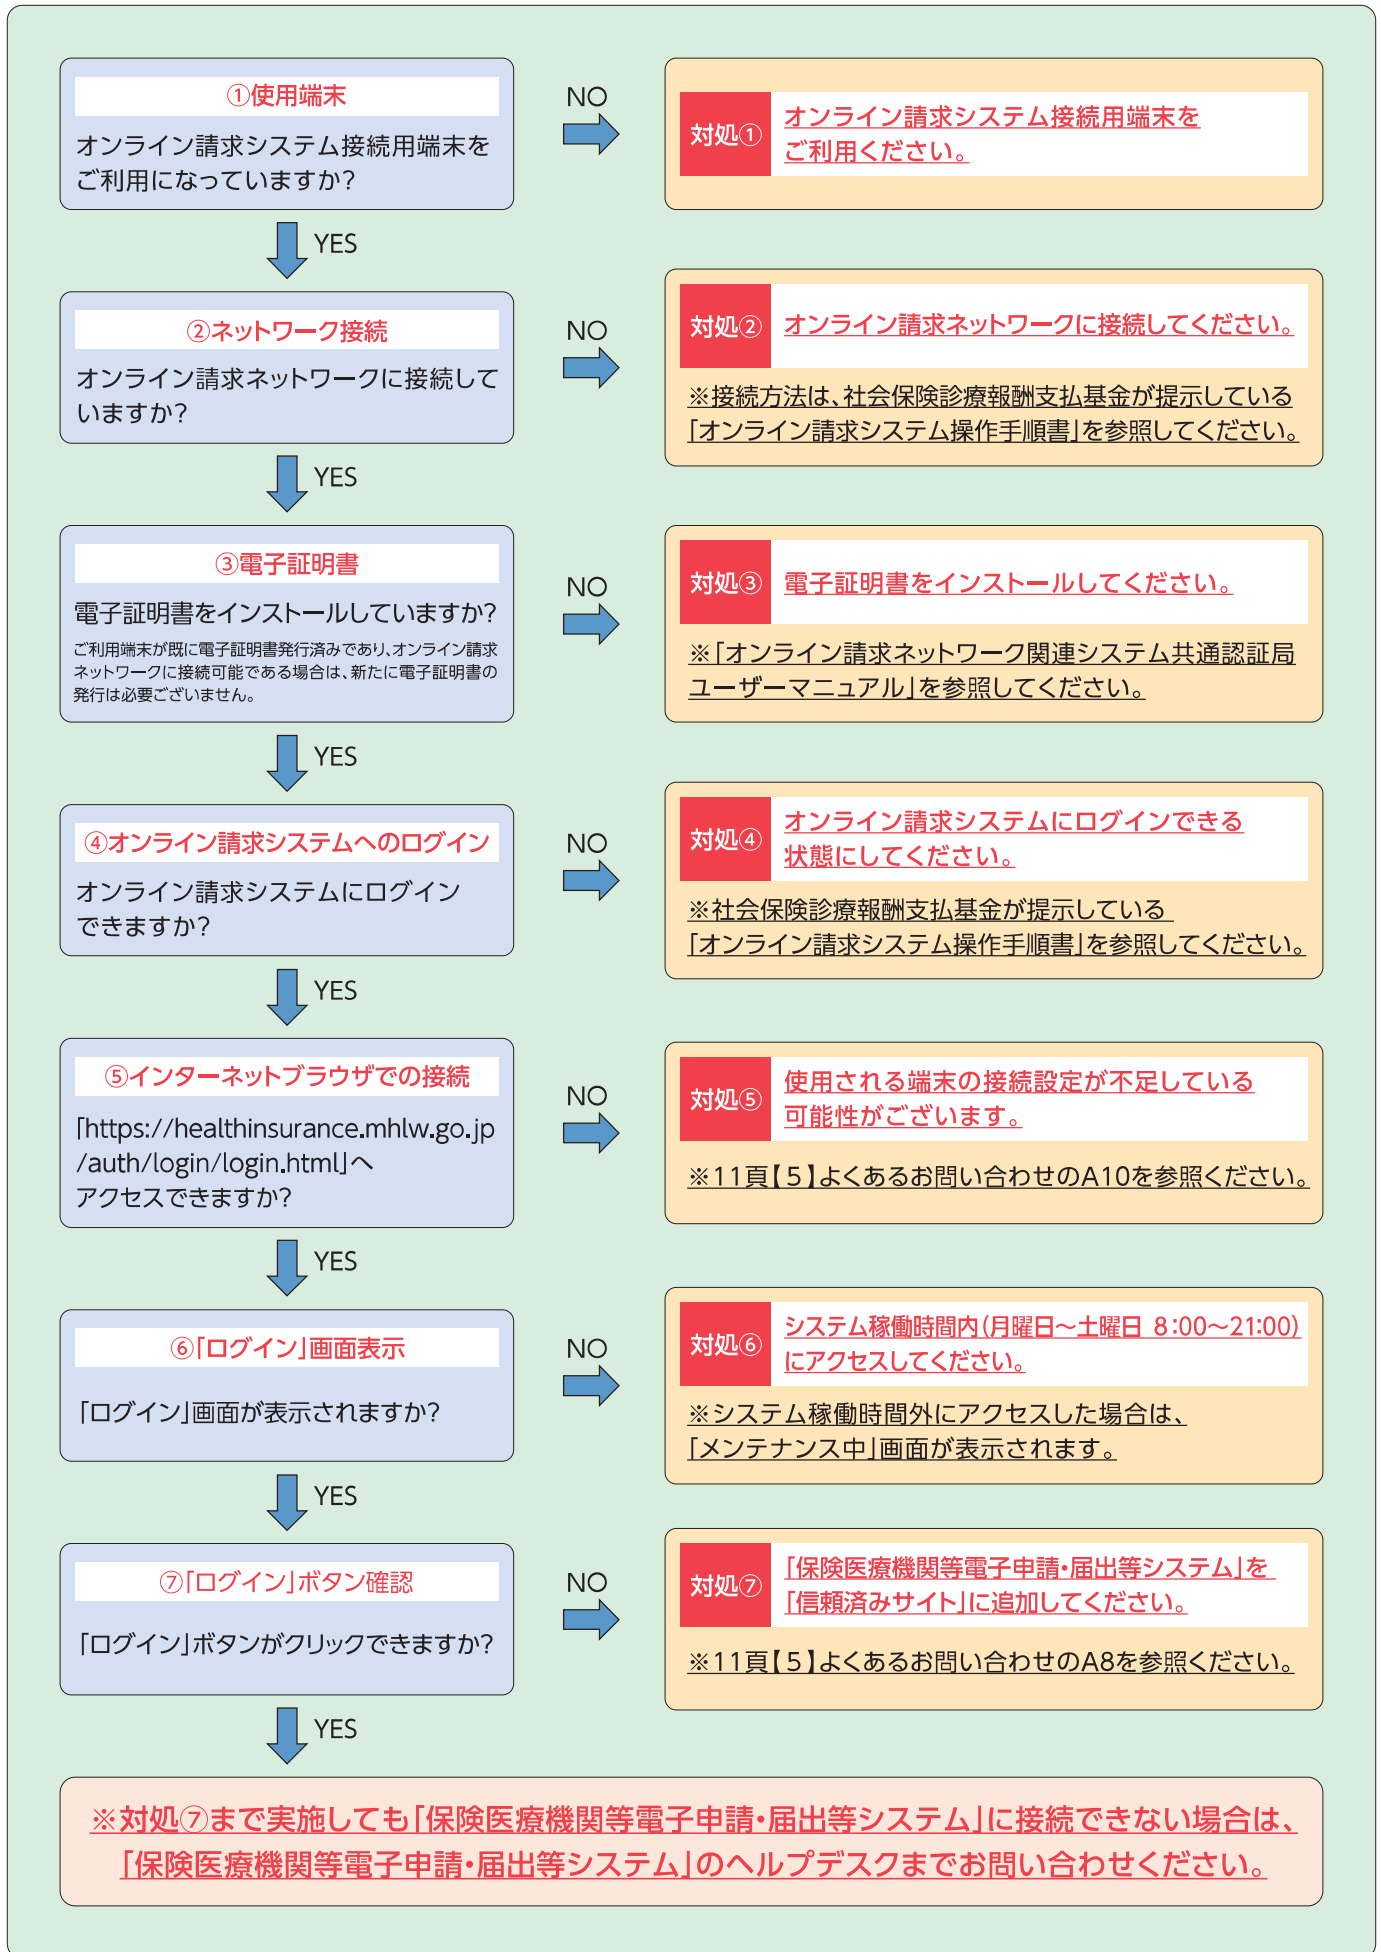 ①使用端末
オンライン請求システム接続用端末を
ご利用になっていますか?
NO
対処①
オンライン請求システム接続用端末を
ご利用ください。
YES
②ネットワーク接続
オンライン請求ネットワークに接続して
いますか?
NO
対処②
オンライン請求ネットワークに接続してください。
※接続方法は、社会保険診療報酬支払基金が提示している
「オンライン請求システム操作手順書」を参照してください。
YES
③電子証明書
電子証明書をインストールしていますか?
ご利用端末が既に電子証明書発行済みであり、オンライン請求
ネットワークに接続可能である場合は、新たに電子証明書の
発行は必要ございません。
NO
対処③
電子証明書をインストールしてください。
※「オンライン請求ネットワーク関連システム共通認証局
ユーザーマニュアル」を参照してください。
YES
④オンライン請求システムへのログイン
オンライン請求システムにログイン
できますか?
NO
対処④
オンライン請求システムにログインできる
状態にしてください。
※社会保険診療報酬支払基金が提示している
「オンライン請求システム操作手順書」を参照してください。
YES
⑤インターネットブラウザでの接続
「https://healthinsurance.mhlw.go.jp
/auth/login/login.html」へ
アクセスできますか?
NO
対処⑤
使用される端末の接続設定が不足している
可能性がございます。
※11頁【5】よくあるお問い合わせのA10を参照ください。
YES
⑥「ログイン」画面表示
「ログイン」画面が表示されますか?
NO
対処⑥
システム稼働時間内(月曜日〜土曜日 8:00〜21:00)
にアクセスしてください。
※システム稼働時間外にアクセスした場合は、
「メンテナンス中」画面が表示されます。
YES
⑦「ログイン」ボタン確認
「ログイン」ボタンがクリックできますか?
NO
対処⑦
「保険医療機関等電子申請・届出等システム」を
「信頼済みサイト」に追加してください。
※11頁【5】よくあるお問い合わせのA8を参照ください。
YES
※対処⑦まで実施しても「保険医療機関等電子申請・届出等システム」に接続できない場合は、
「保険医療機関等電子申請・届出等システム」のヘルプデスクまでお問い合わせください。